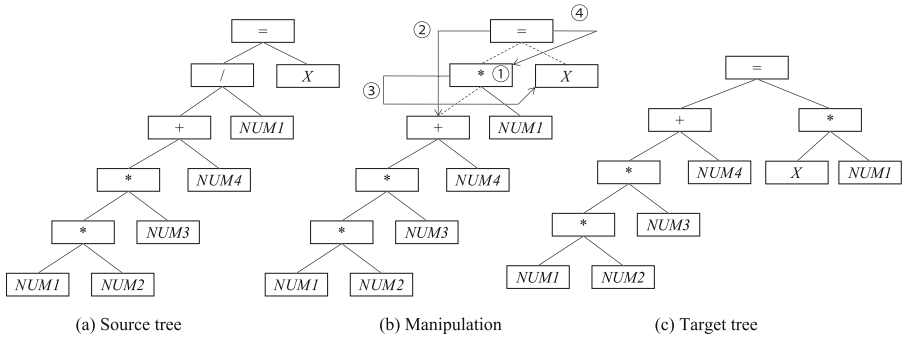 =
/
X
+
NUM1
*
NUM4
*
NUM3
NUM1
NUM2
(a) Source tree
④
②
=
* ①
X
③
+
NUM1
*
NUM4
*
NUM3
NUM1
NUM2
(b) Manipulation
=
+
*
*
NUM4
X
NUM1
*
NUM3
NUM1
NUM2
(c) Target tree